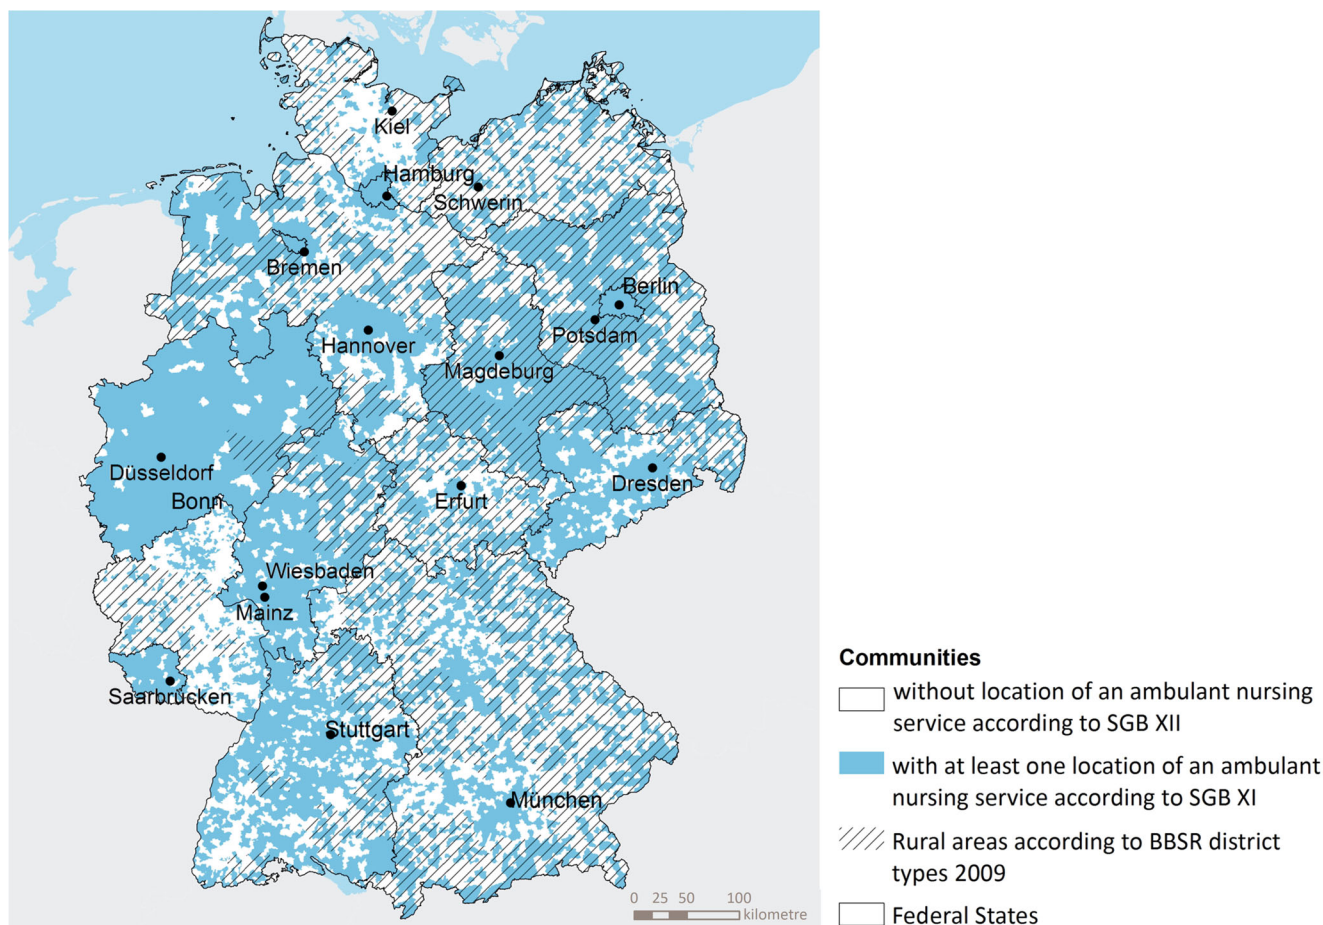 Kiel
Hamburg
Schwerin
Bremen
Berlin
Potsdam
Hannover
Magdeburg
Düsseldorf
Bonn
Erfurt
Dresden
Wiesbaden
Mainz
Saarbrücken
Stuttgart
München
0 25 50 100
kilometre
Communities
without location of an ambulant nursing
service according to SGB XII
with at least one location of an ambulant
nursing service according to SGB XI
Rural areas according to BBSR district
types 2009
Federal States